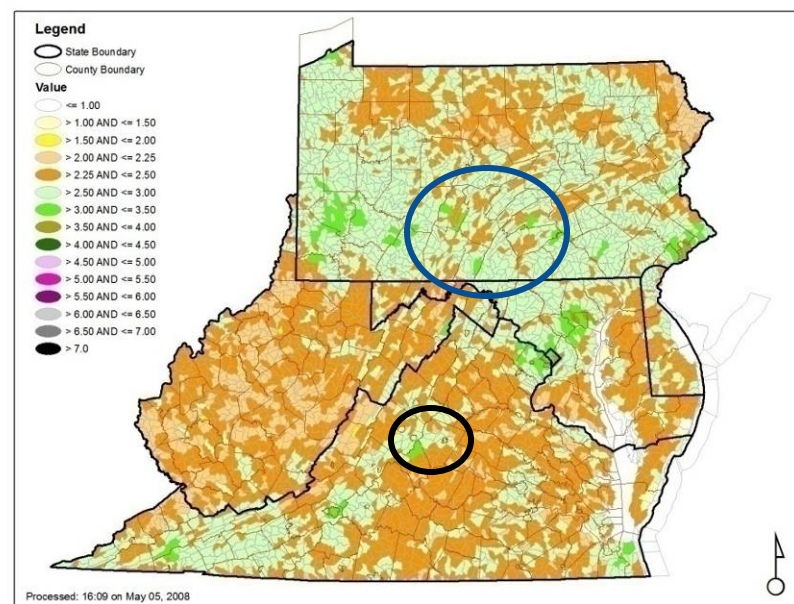 Legend
State Boundary
County Boundary
Value
<= 1.00
> 1.00 AND <= 1.50
> 1.50 AND <= 2.00
> 2.00 AND <= 2.25
> 2.25 AND <= 2.50
> 2.50 AND <= 3.00
> 3.00 AND <= 3.50
> 3.50 AND <= 4.00
> 4.00 AND <= 4.50
> 4.50 AND <= 5.00
> 5.00 AND <= 5.50
> 5.50 AND <= 6.00
> 6.00 AND <= 6.50
> 6.50 AND <= 7.00
> 7.0
Processed: 16:09 on May 05, 2008